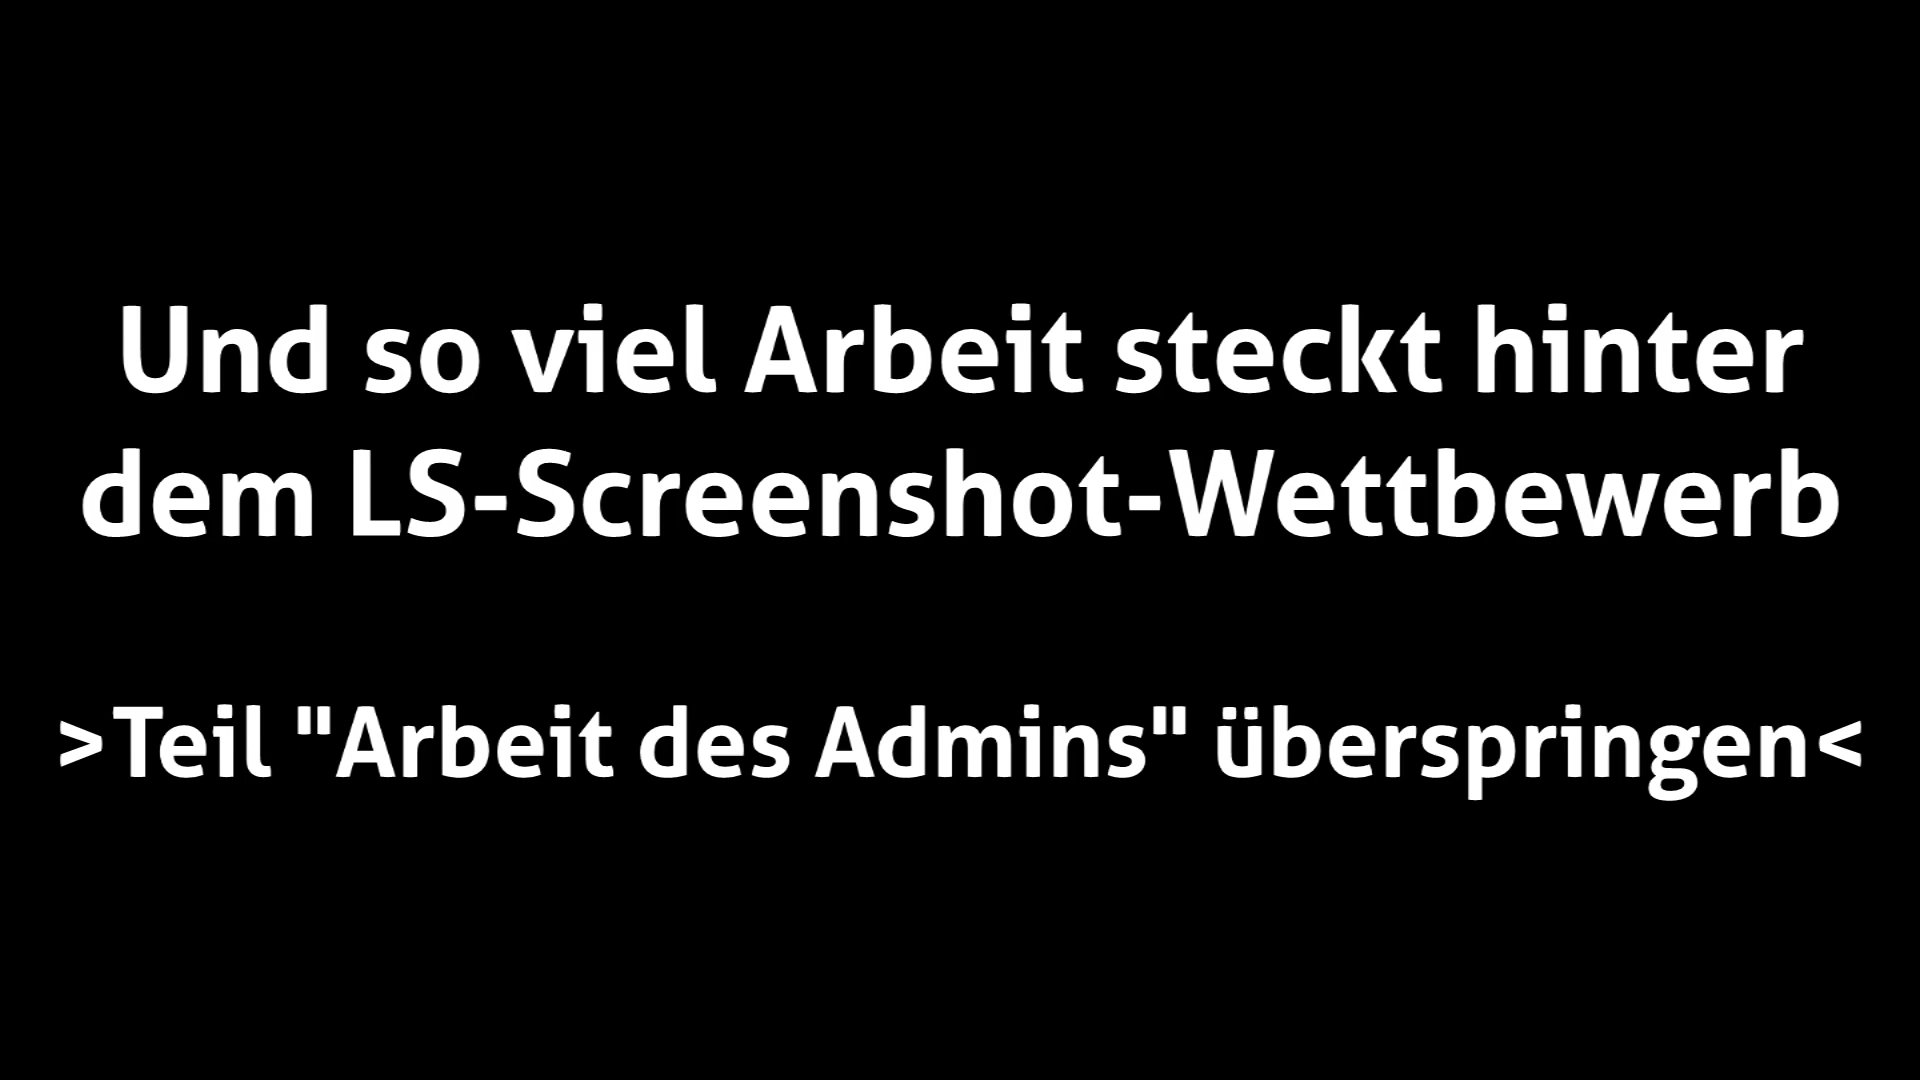 Und so viel Arbeit steckt hinter
dem LS-Screenshot-Wettbewerb
>Teil "Arbeit des Admins" überspringen<